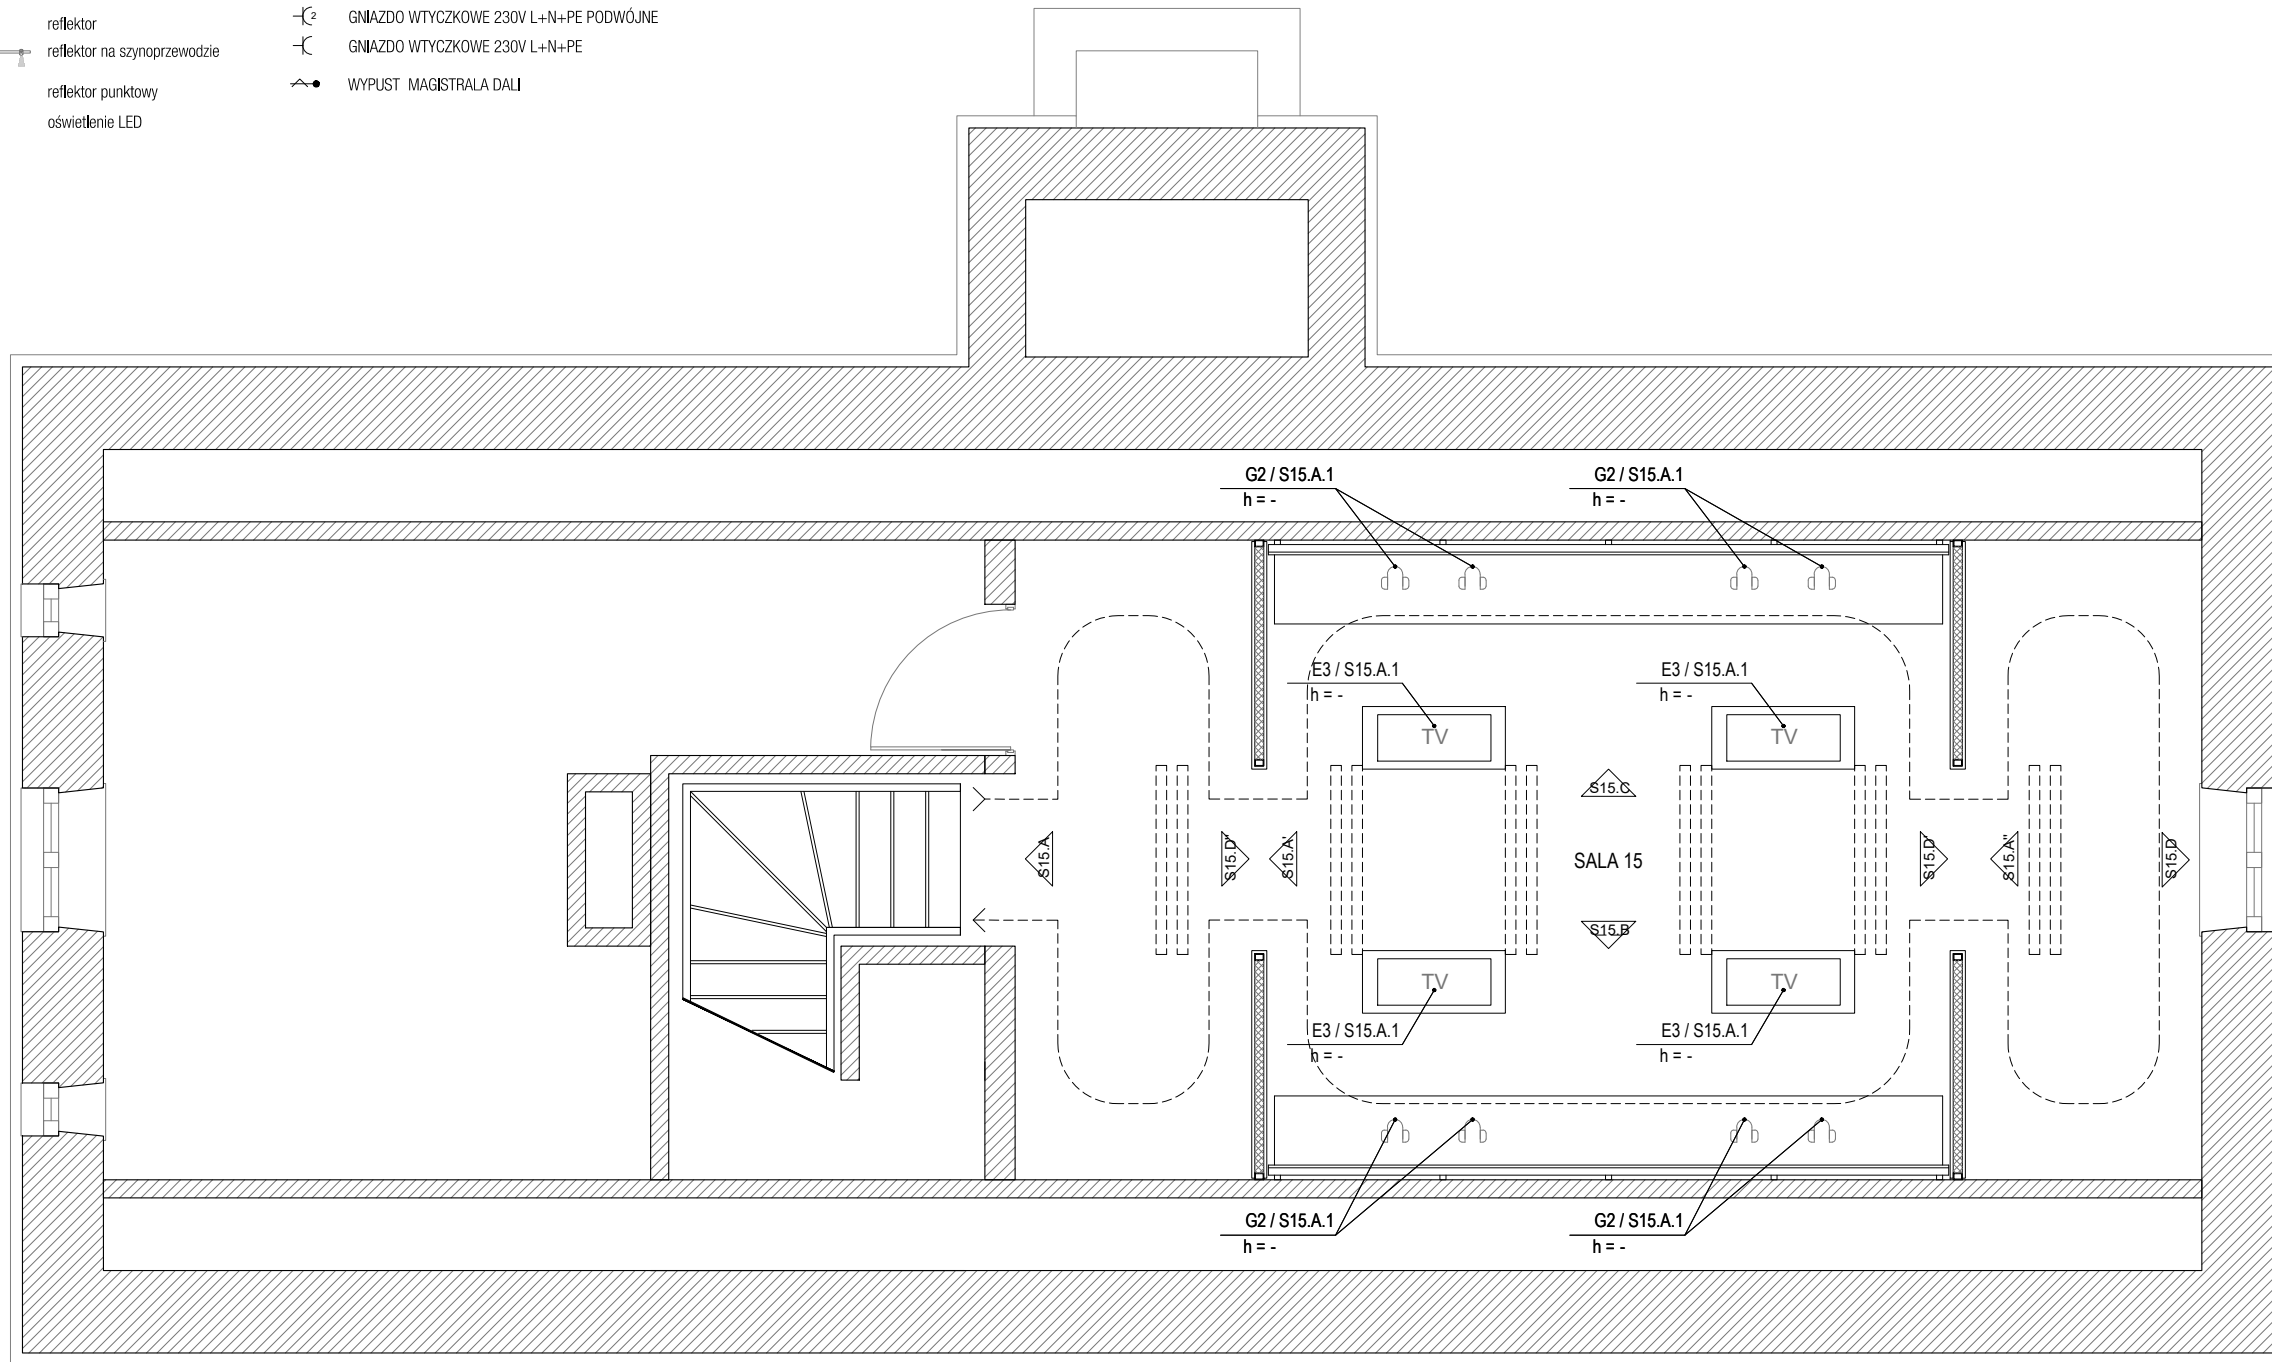 reflektor
reflektor na szynoprzewodzie
reflektor punktowy
oświetlenie LED
2 GNIAZDO WTYCZKOWE 230V L+N+PE PODWÓJNE
GNIAZDO WTYCZKOWE 230V L+N+PE
WYPUST MAGISTRALA DALI
G2 / S15.A.1
h = -
G2 / S15.A.1
h = -
E3 / S15.A.1
h = -
E3 / S15.A.1
h = -
TV
TV
S15.C
S15.A
S15.D"
S15.A'
SALA 15
S15.D'
S15.A"
S15.D
S15.B
TV
TV
E3 / S15.A.1
h = -
E3 / S15.A.1
h = -
G2 / S15.A.1
h = -
G2 / S15.A.1
h = -